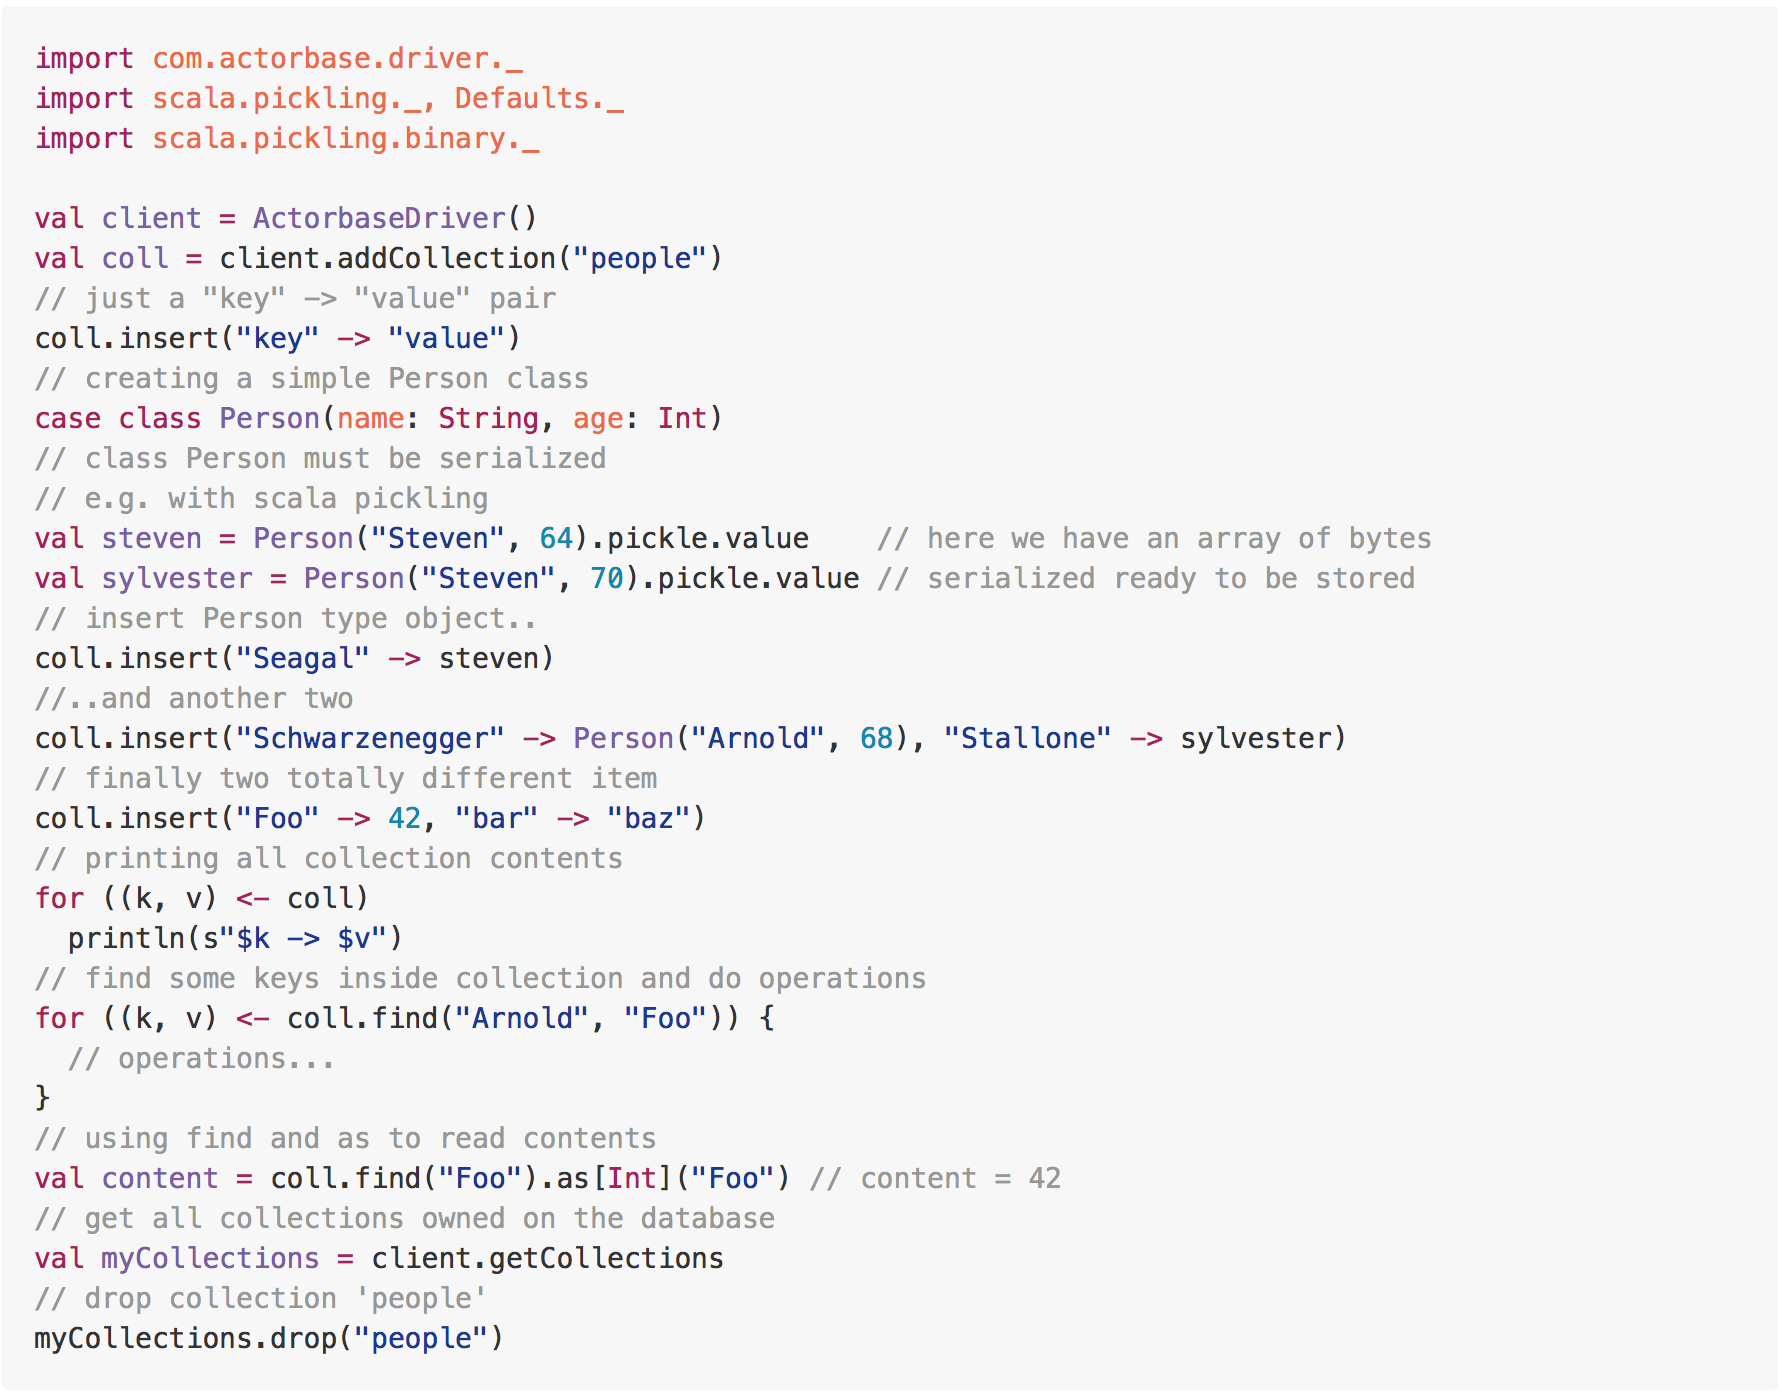 import com.actorbase.driver._
import scala.pickling._, Defaults._
import scala.pickling.binary._

val client = ActorbaseDriver()
val coll = client.addCollection("people")
// just a "key" -> "value" pair
coll.insert("key" -> "value")
// creating a simple Person class
case class Person(name: String, age: Int)
// class Person must be serialized
// e.g. with scala pickling
val steven = Person("Steven", 64).pickle.value    // here we have an array of bytes
val sylvester = Person("Steven", 70).pickle.value // serialized ready to be stored
// insert Person type object..
coll.insert("Seagal" -> steven)
//..and another two
coll.insert("Schwarzenegger" -> Person("Arnold", 68), "Stallone" -> sylvester)
// finally two totally different item
coll.insert("Foo" -> 42, "bar" -> "baz")
// printing all collection contents
for ((k, v) <- coll)
  println(s"$k -> $v")
// find some keys inside collection and do operations
for ((k, v) <- coll.find("Arnold", "Foo")) {
  // operations...
}
// using find and as to read contents
val content = coll.find("Foo").as[Int]("Foo") // content = 42
// get all collections owned on the database
val myCollections = client.getCollections
// drop collection 'people'
myCollections.drop("people")